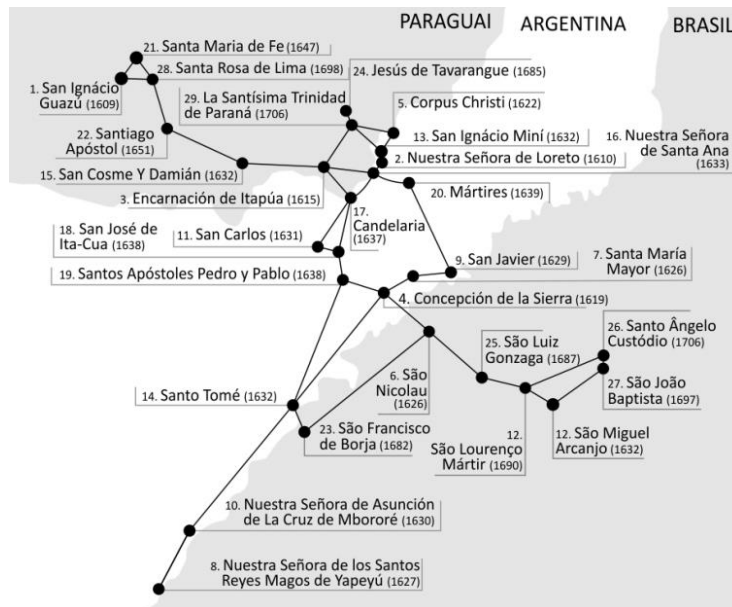 PARAGUAI
ARGENTINA
BRASIL
21. Santa Maria de Fe (1647)
28. Santa Rosa de Lima (1698)
24. Jesús de Tavarangue (1685)
1. San Ignácio
Guazú (1609)
29. La Santísima Trinidad
de Paraná (1706)
5. Corpus Christi (1622)
22. Santiago
Apóstol (1651)
13. San Ignácio Miní (1632)
16. Nuestra Señora
de Santa Ana
(1633)
2. Nuestra Señora de Loreto (1610)
15. San Cosme Y Damián (1632)
3. Encarnación de Itapúa (1615)
20. Mártires (1639)
17.
Candelaria
(1637)
18. San José de
Ita-Cua (1638)
11. San Carlos (1631)
9. San Javier (1629)
7. Santa María
Mayor (1626)
19. Santos Apóstoles Pedro y Pablo (1638)
4. Concepción de la Sierra (1619)
25. São Luiz
Gonzaga (1687)
26. Santo Ângelo
Custódio (1706)
6. São
Nicolau
(1626)
14. Santo Tomé (1632)
27. São João
Baptista (1697)
23. São Francisco
de Borja (1682)
12.
São Lourenço
Mártir (1690)
12. São Miguel
Arcanjo (1632)
10. Nuestra Señora de Asunción
de La Cruz de Mbororé (1630)
8. Nuestra Señora de los Santos
Reyes Magos de Yapeyú (1627)